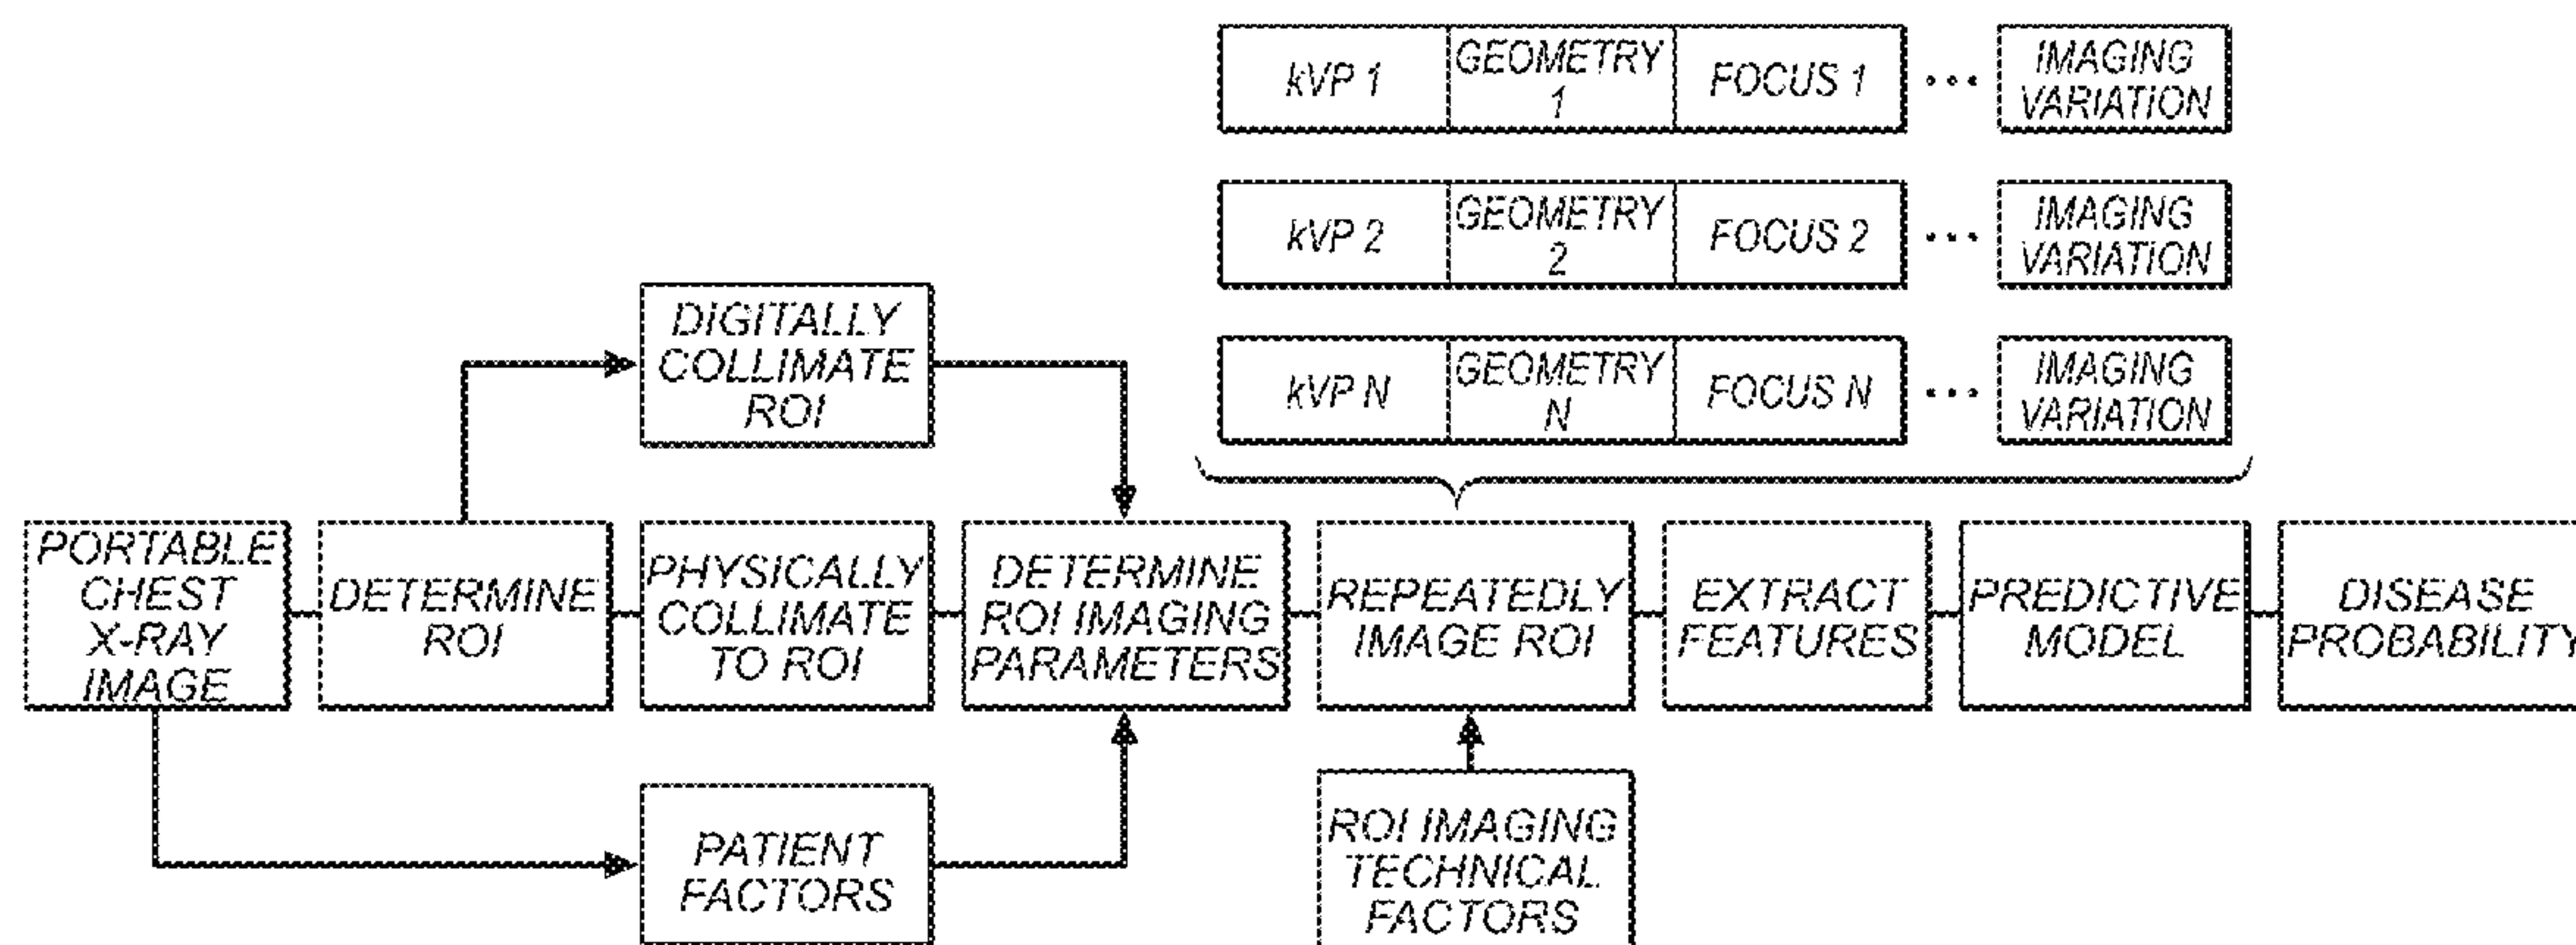 kVP 1
GEOMETRY
1
FOCUS 1
...
IMAGING
VARIATION
kVP 2
GEOMETRY
2
FOCUS 2
...
IMAGING
VARIATION
kVP N
GEOMETRY
N
FOCUS N
...
IMAGING
VARIATION
DIGITALLY
COLLIMATE
ROI
PORTABLE
CHEST
X-RAY
IMAGE
DETERMINE
ROI
PHYSICALLY
COLLIMATE
TO ROI
DETERMINE
ROI IMAGING
PARAMETERS
REPEATEDLY
IMAGE ROI
EXTRACT
FEATURES
PREDICTIVE
MODEL
DISEASE
PROBABILITY
PATIENT
FACTORS
ROI IMAGING
TECHNICAL
FACTORS